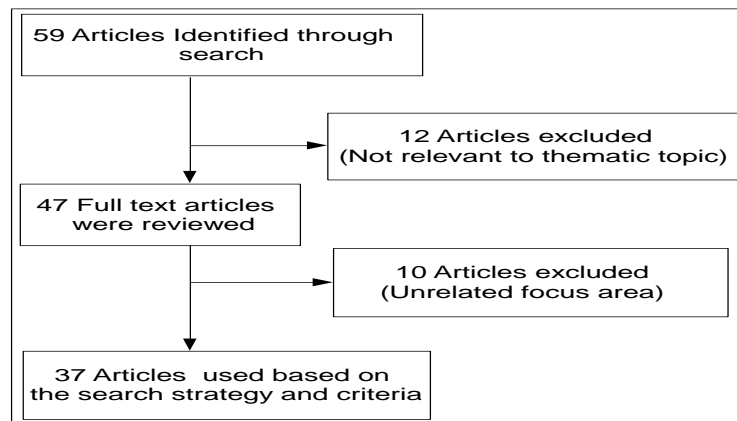 59 Articles Identified through
search
12 Articles excluded
(Not relevant to thematic topic)
47 Full text articles
were reviewed
10 Articles excluded
(Unrelated focus area)
37 Articles used based on
the search strategy and criteria